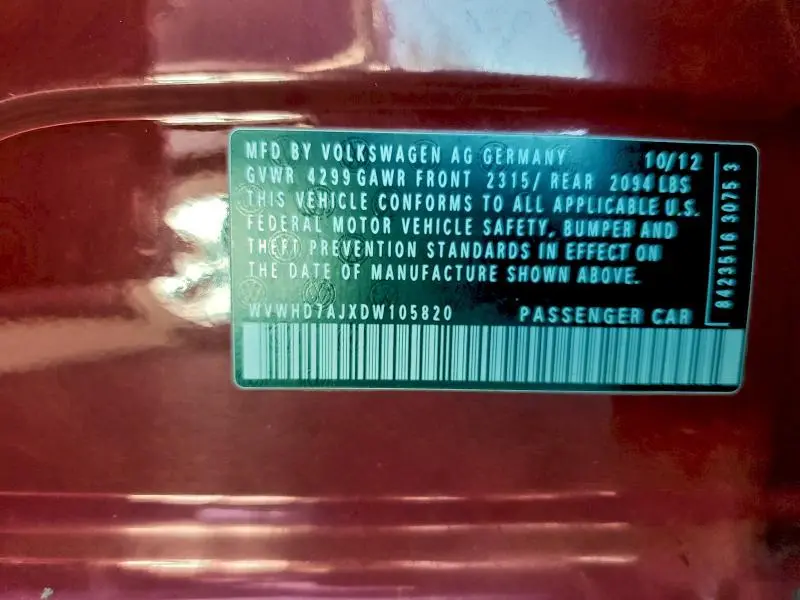 MFD BY VOLKSWAGEN AG GERMANY 10/12
GVWR 4299 GAWR FRONT 2315/ REAR 2094 LBS
THIS VEHICLE CONFORMS TO ALL APPLICABLE U.S.
FEDERAL MOTOR VEHICLE SAFETY, BUMPER AND
THEFT PREVENTION STANDARDS IN EFFECT ON
THE DATE OF MANUFACTURE SHOWN ABOVE.
WVWHD7AJXDW105820 PASSENGER CAR
8423516 3075 3